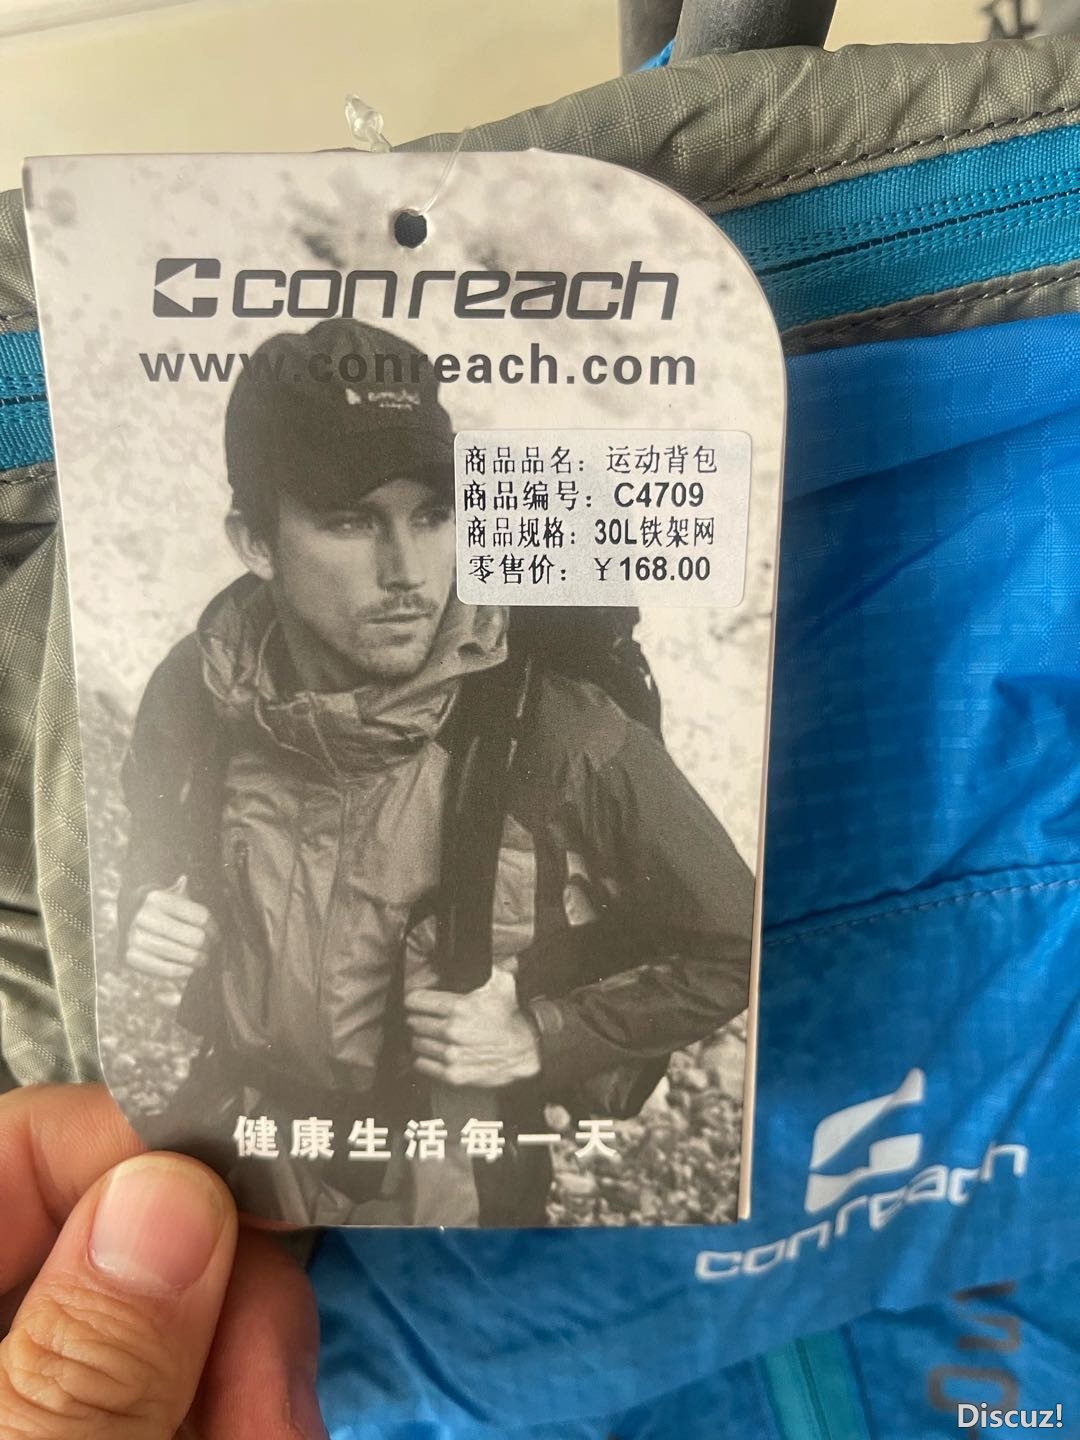 conreach
www.conreach.com
商品品名：运动背包
商品编号：C4709
商品规格：30L铁架网
零售价：￥168.00
健康生活每一天
conreach
Discuz!